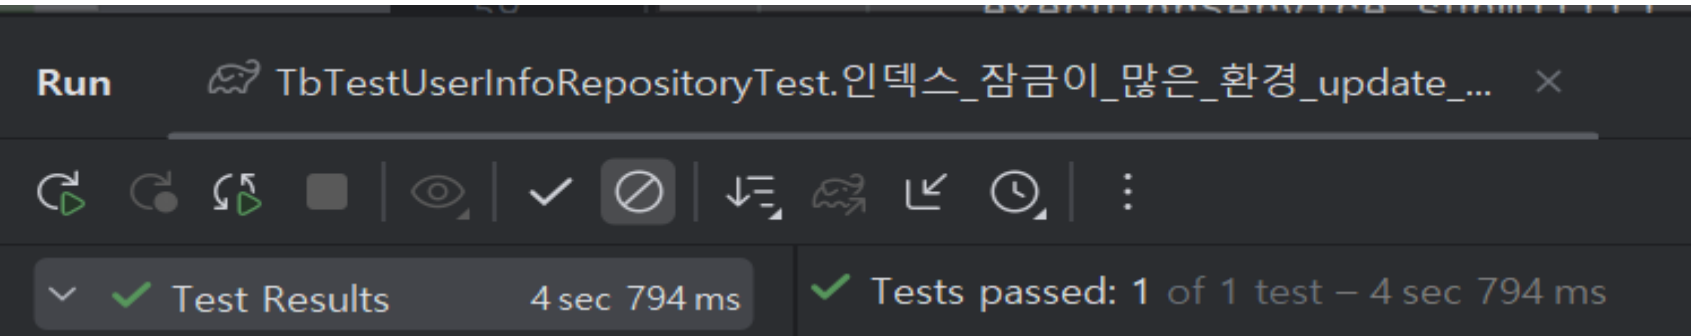 Run TbTestUserInfoRepositoryTest.인덱스_잠금이_많은_환경_update_...
Test Results 4 sec 794 ms
Tests passed: 1 of 1 test – 4 sec 794 ms